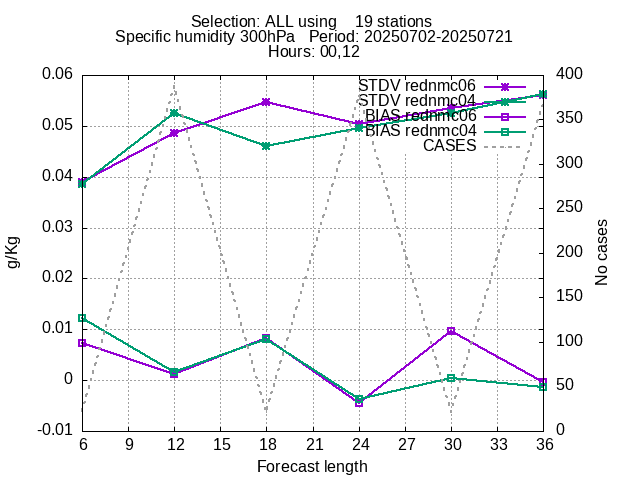 Selection: ALL using    19 stations
Specific humidity 300hPa   Period: 20250702-20250721
Hours: 00,12
STDV rednmc06
STDV rednmc04
BIAS rednmc06
BIAS rednmc04
CASES
0.06
0.05
0.04
0.03
0.02
0.01
0
-0.01
g/Kg
400
350
300
250
200
150
100
50
0
No cases
6 9 12 15 18 21 24 27 30 33 36
Forecast length